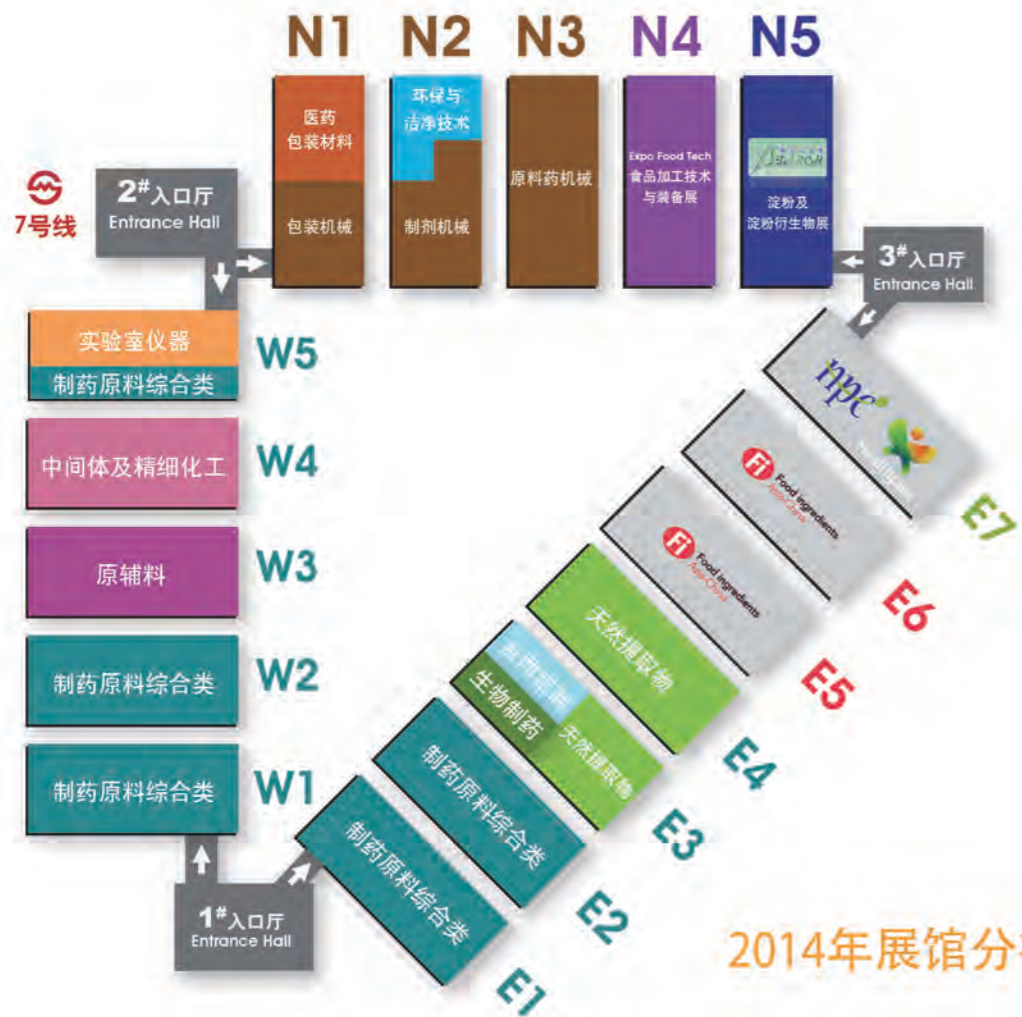 N1 N2 N3 N4 N5
医药
包装材料
包装机械
环保与
洁净技术
制剂机械
原料药机械
Expo Food Tech
食品加工技术
与装备展
淀粉及
淀粉衍生物展
7号线
2#入口厅
Entrance Hall
3#入口厅
Entrance Hall
实验室仪器
制药原料综合类
W5
中间体及精细化工
W4
原辅料
W3
制药原料综合类
W2
制药原料综合类
W1
npc
E7
Fi Food ingredients
Asia-China
E6
Fi Food ingredients
Asia-China
E5
天然提取物
E4
生物制药
天然提取物
E3
制药原料综合类
E2
制药原料综合类
E1
1#入口厅
Entrance Hall
2014年展馆分